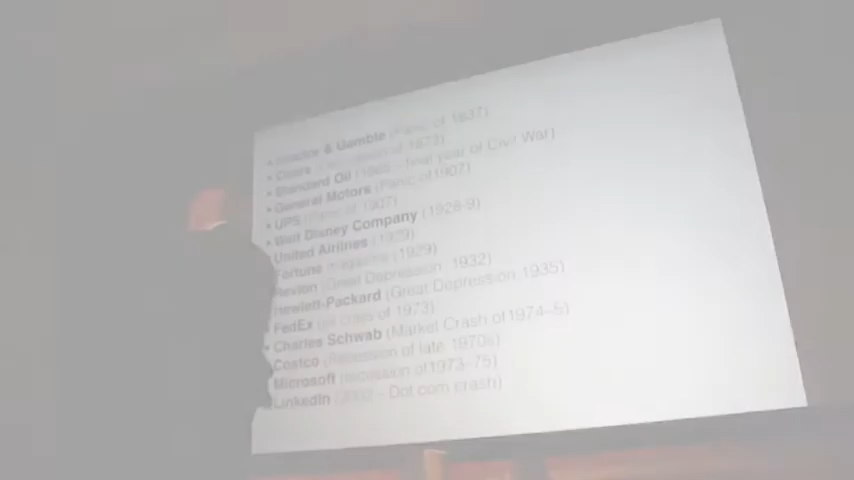 • Procter & Gamble (Panic of 1837)
• Coors (Recession of 1873)
• Standard Oil (1865 - final year of Civil War)
• General Motors (Panic of 1907)
• UPS (Panic of 1907)
• Walt Disney Company (1928-9)
United Airlines (1929)
Fortune magazine (1929)
Revlon (Great Depression 1932)
Hewlett-Packard (Great Depression 1935)
• FedEx (oil crisis of 1973)
• Charles Schwab (Market Crash of 1974–5)
Costco (Recession of late 1970s)
Microsoft (recession of 1973–75)
LinkedIn (– Dot com crash)